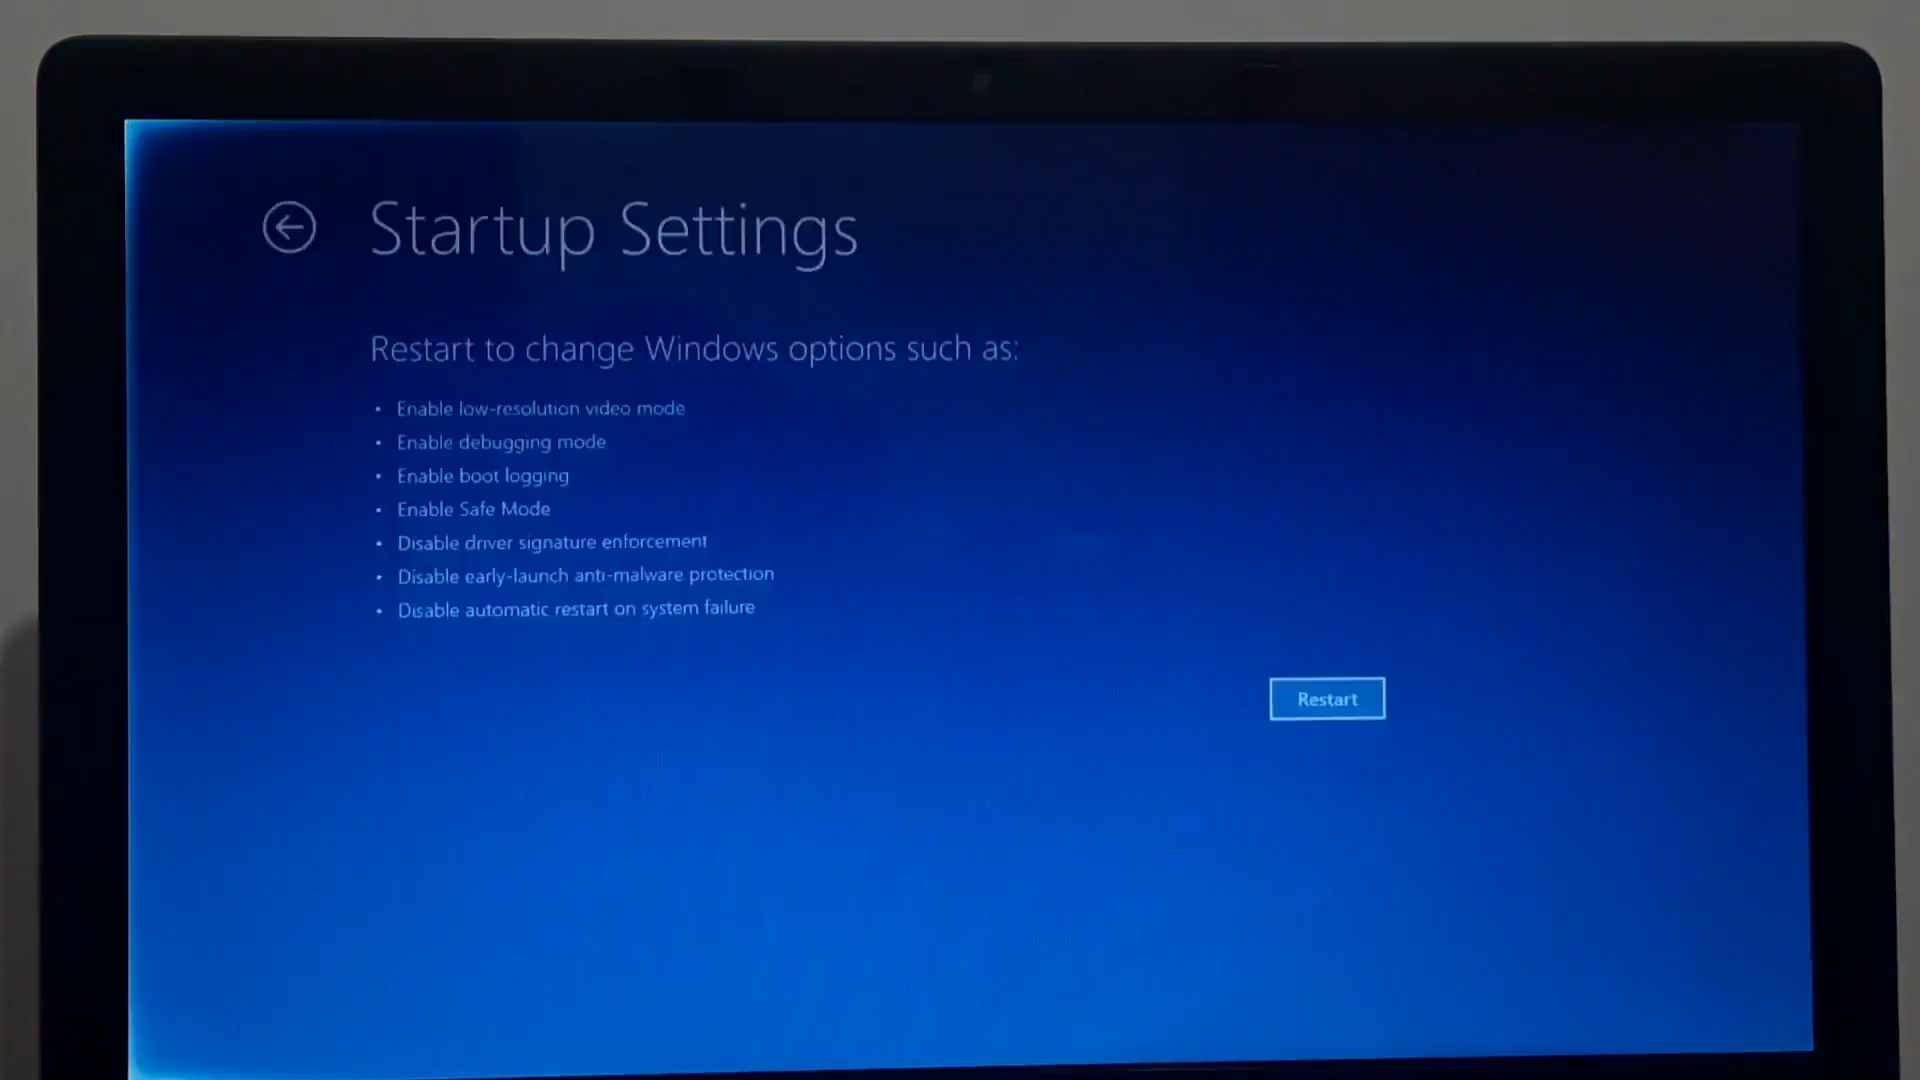 Startup Settings
Restart to change Windows options such as:
• Enable low-resolution video mode
• Enable debugging mode
• Enable boot logging
• Enable Safe Mode
• Disable driver signature enforcement
• Disable early-launch anti-malware protection
• Disable automatic restart on system failure
Restart